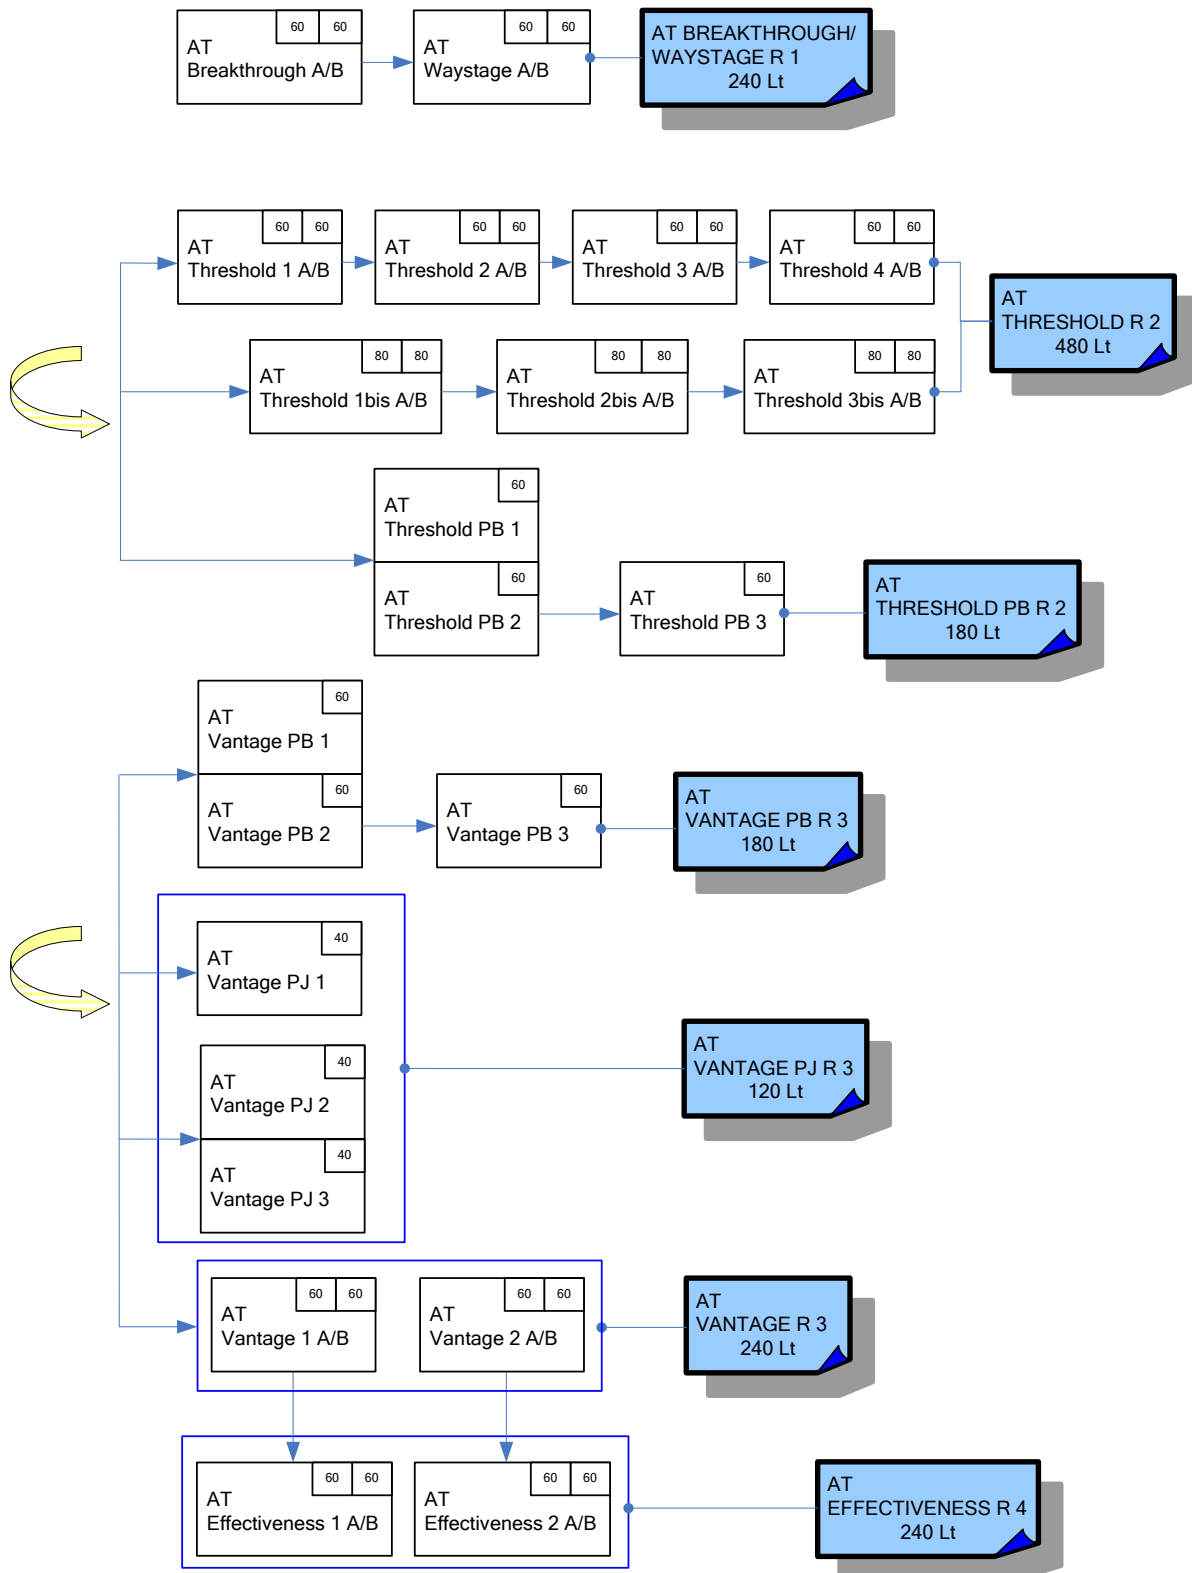 60 60
AT
Breakthrough A/B
60 60
AT
Waystage A/B
AT BREAKTHROUGH/
WAYSTAGE R 1
240 Lt
60 60
AT
Threshold 1 A/B
60 60
AT
Threshold 2 A/B
60 60
AT
Threshold 3 A/B
60 60
AT
Threshold 4 A/B
AT
THRESHOLD R 2
480 Lt
80 80
AT
Threshold 1bis A/B
80 80
AT
Threshold 2bis A/B
80 80
AT
Threshold 3bis A/B
60
AT
Threshold PB 1
60
AT
Threshold PB 2
60
AT
Threshold PB 3
AT
THRESHOLD PB R 2
180 Lt
60
AT
Vantage PB 1
60
AT
Vantage PB 2
60
AT
Vantage PB 3
AT
VANTAGE PB R 3
180 Lt
40
AT
Vantage PJ 1
40
AT
Vantage PJ 2
40
AT
Vantage PJ 3
AT
VANTAGE PJ R 3
120 Lt
60 60
AT
Vantage 1 A/B
60 60
AT
Vantage 2 A/B
AT
VANTAGE R 3
240 Lt
60 60
AT
Effectiveness 1 A/B
60 60
AT
Effectiveness 2 A/B
AT
EFFECTIVENESS R 4
240 Lt